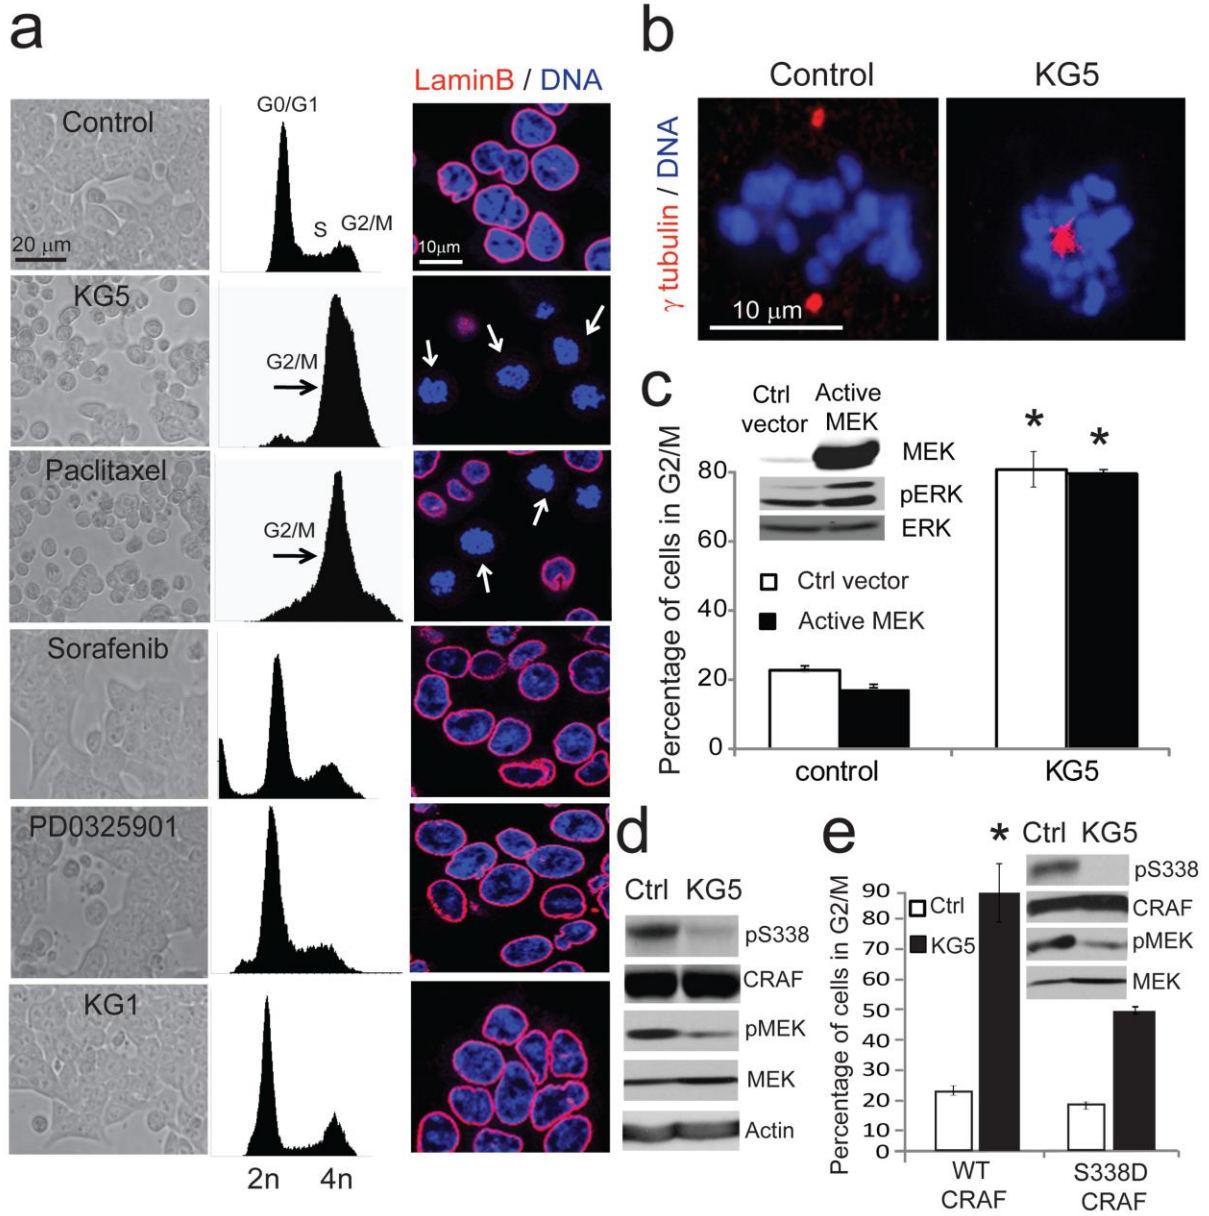 a
LaminB / DNA
Control
20 μm
G0/G1
S
G2/M
10μm
KG5
G2/M
Paclitaxel
G2/M
Sorafenib
PD0325901
KG1
2n 4n
b
Control KG5
γ tubulin / DNA
10 μm
c
Ctrl vector
Active MEK
MEK
pERK
ERK
Percentage of cells in G2/M
80
60
40
20
0
Ctrl vector
Active MEK
* *
control KG5
d
Ctrl KG5
pS338
CRAF
pMEK
MEK
Actin
e
* Ctrl KG5
pS338
CRAF
pMEK
MEK
Percentage of cells in G2/M
90
80
70
60
50
40
30
20
10
0
Ctrl
KG5
WT CRAF
S338D CRAF